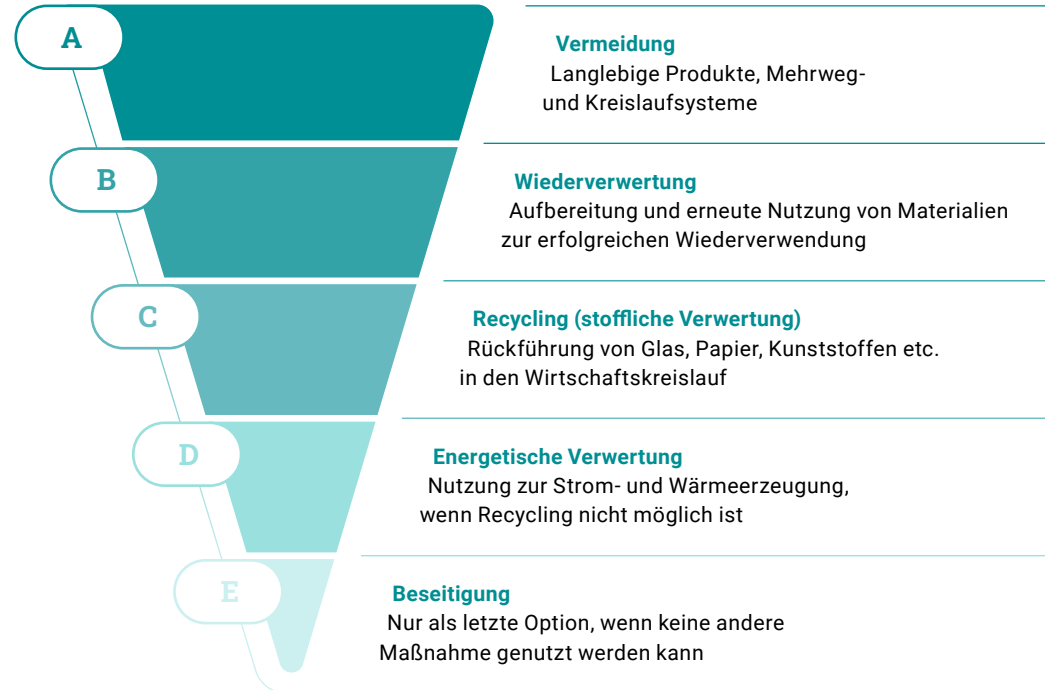 A
Vermeidung
Langlebige Produkte, Mehrweg-
und Kreislaufsysteme
B
Wiederverwertung
Aufbereitung und erneute Nutzung von Materialien
zur erfolgreichen Wiederverwendung
C
Recycling (stoffliche Verwertung)
Rückführung von Glas, Papier, Kunststoffen etc.
in den Wirtschaftskreislauf
D
Energetische Verwertung
Nutzung zur Strom- und Wärmeerzeugung,
wenn Recycling nicht möglich ist
E
Beseitigung
Nur als letzte Option, wenn keine andere
Maßnahme genutzt werden kann